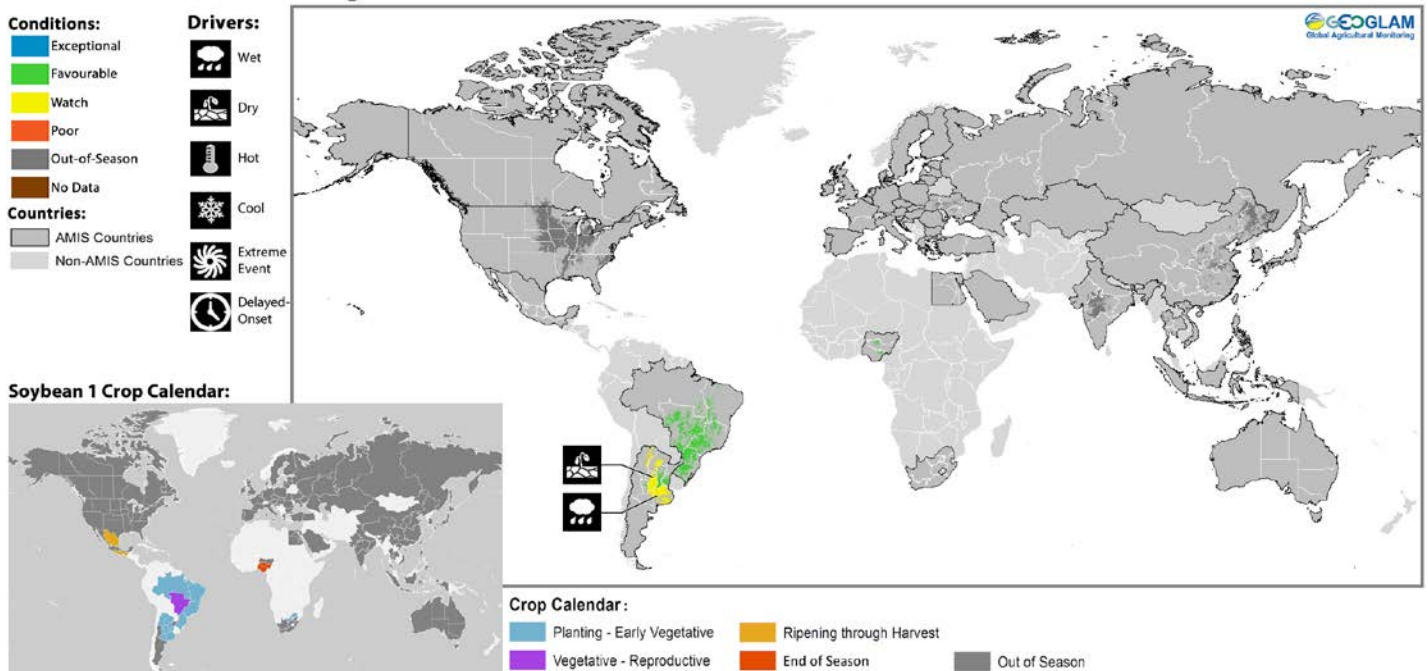 Conditions:
Exceptional
Favourable
Watch
Poor
Out-of-Season
No Data
Countries:
AMIS Countries
Non-AMIS Countries
Drivers:
Wet
Dry
Hot
Cool
Extreme
Event
Delayed-
Onset
GEOGLAM
Global Agricultural Monitoring
Soybean 1 Crop Calendar:
Crop Calendar :
Planting - Early Vegetative
Vegetative - Reproductive
Ripening through Harvest
End of Season
Out of Season